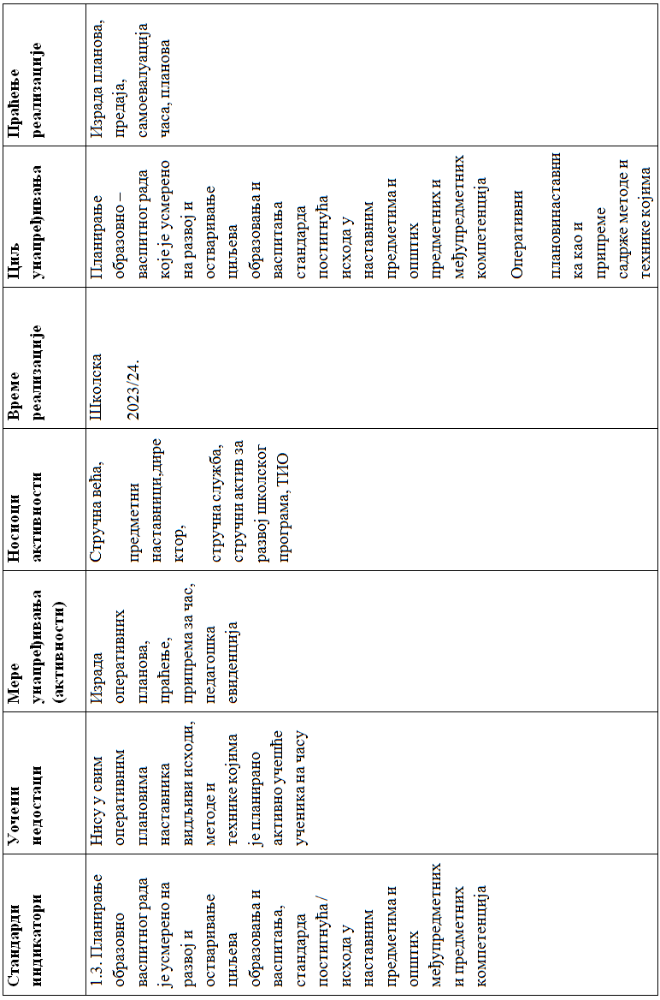 Стандарди
индикатори
Уочени
недостаци
Мере
унапређивања
(активности)
Носиоци
активности
Време
реализације
Циљ
унапређивања
Праћење
реализације
1.3. Планирање
образовно
васпитног рада
је усмерено на
развој и
остваривање
циљева
образовања и
васпитања,
стандарда
постигнућа /
исхода у
наставним
предметима и
општих
међупредметних
и предметних
компетенција
Нису у свим
оперативним
плановима
наставника
видљиви исходи,
методе и
технике којима
је планирано
активно учешће
ученика на часу
Израда
оперативних
планова,
праћење,
припрема за час,
педагошка
евиденција
Стручна већа,
предметни
наставници,дире
ктор,
стручна служба,
стручни актив за
развој школског
програма, ТИО
Школска
2023/24.
Планирање
образовно –
васпитног рада
које је усмерено
на развој и
остваривање
циљева
образовања и
васпитања
стандарда
постигнућа
исхода у
наставним
предметима и
општих
предметних и
међупредметних
компетенција
Оперативни
плановинаставни
ка као и
припреме
садрже методе и
технике којима
Израда планова,
предаја,
самоевалуација
часа, планова